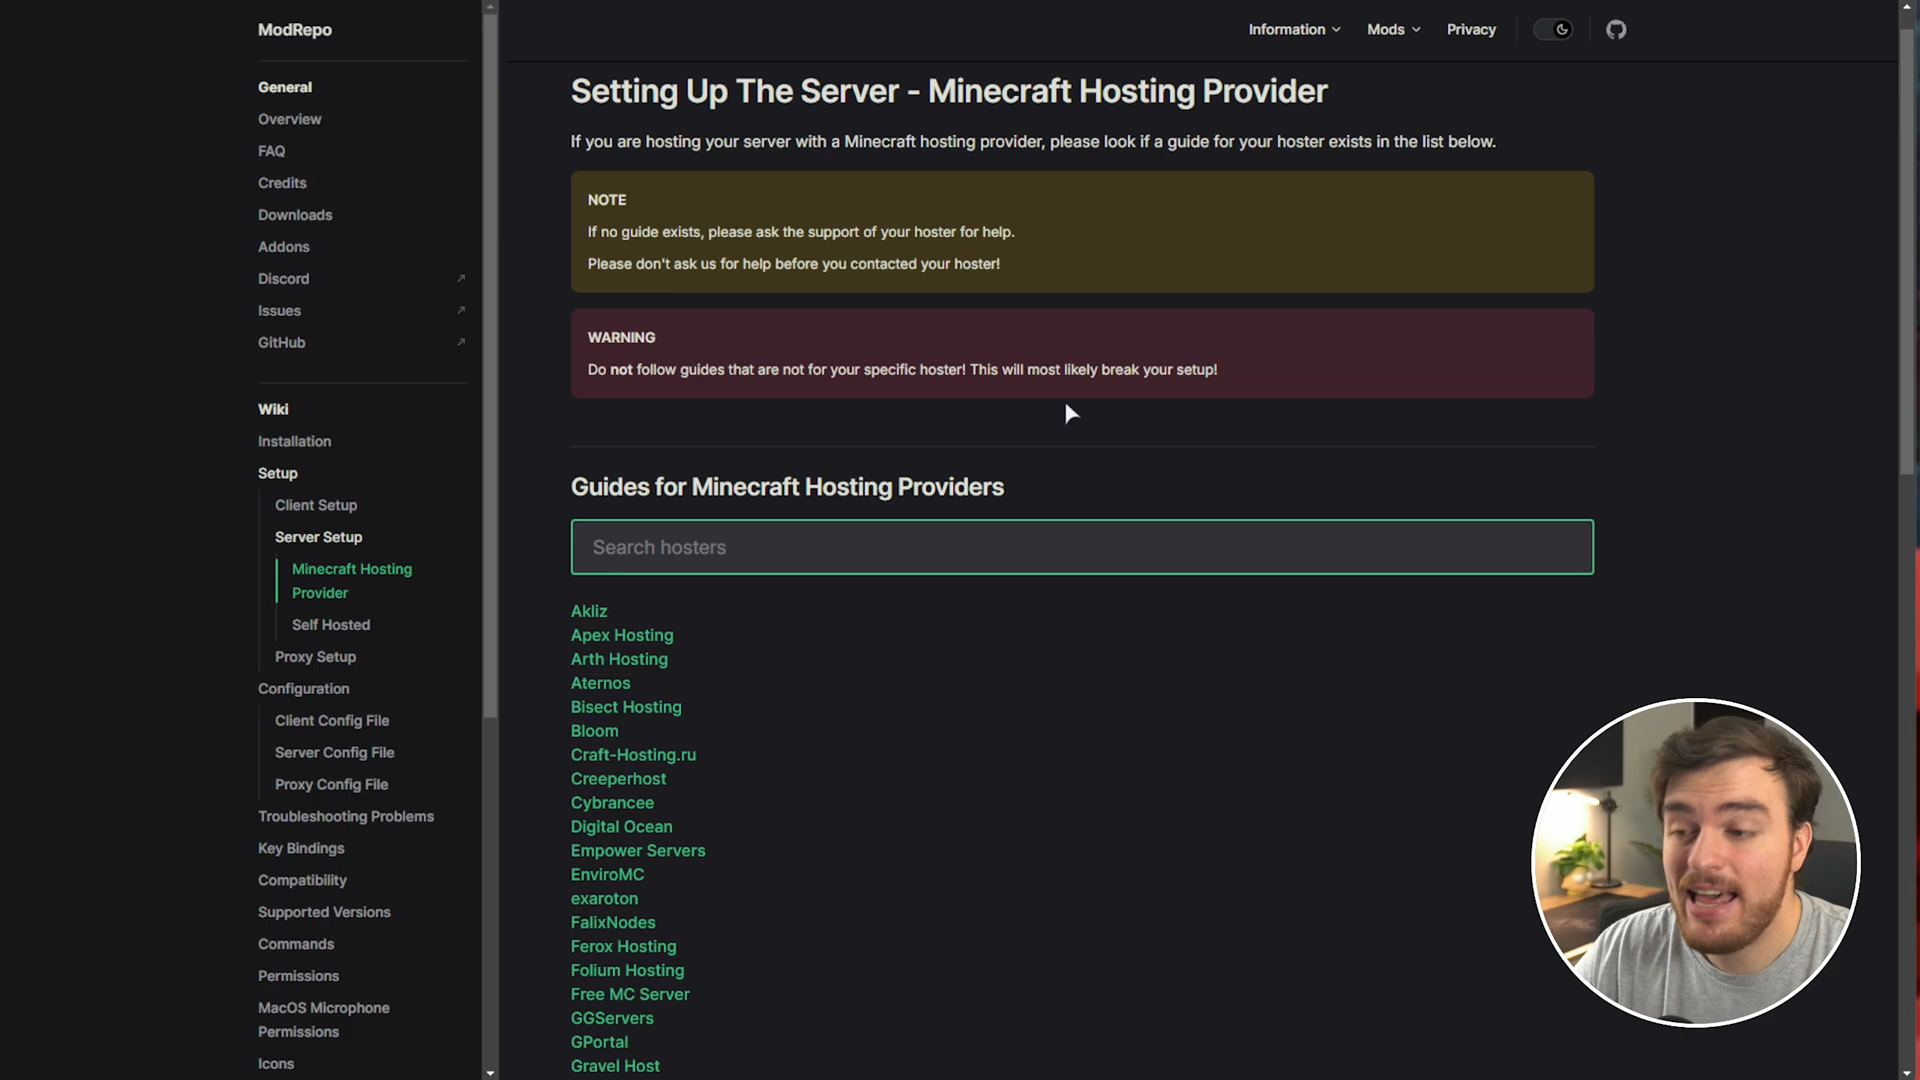 ModRepo
General
Overview
FAQ
Credits
Downloads
Addons
Discord
Issues
GitHub
Wiki
Installation
Setup
Client Setup
Server Setup
Minecraft Hosting
Provider
Self Hosted
Proxy Setup
Configuration
Client Config File
Server Config File
Proxy Config File
Troubleshooting Problems
Key Bindings
Compatibility
Supported Versions
Commands
Permissions
MacOS Microphone
Permissions
Icons
Information
Mods
Privacy
Setting Up The Server - Minecraft Hosting Provider
If you are hosting your server with a Minecraft hosting provider, please look if a guide for your hoster exists in the list below.
NOTE
If no guide exists, please ask the support of your hoster for help.
Please don't ask us for help before you contacted your hoster!
WARNING
Do not follow guides that are not for your specific hoster! This will most likely break your setup!
Guides for Minecraft Hosting Providers
Search hosters
Akliz
Apex Hosting
Arth Hosting
Aternos
Bisect Hosting
Bloom
Craft-Hosting.ru
Creeperhost
Cybrancee
Digital Ocean
Empower Servers
EnviroMC
exaroton
FalixNodes
Ferox Hosting
Folium Hosting
Free MC Server
GGServers
GPortal
Gravel Host